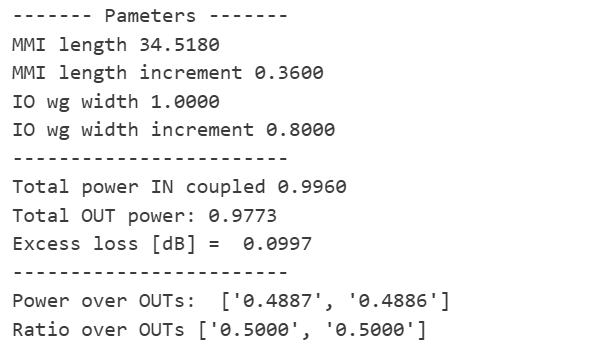 ------- Pameters -------
MMI length 34.5180
MMI length increment 0.3600
IO wg width 1.0000
IO wg width increment 0.8000
------------------------
Total power IN coupled 0.9960
Total OUT power: 0.9773
Excess loss [dB] =  0.0997
------------------------
Power over OUTs:  ['0.4887', '0.4886']
Ratio over OUTs ['0.5000', '0.5000']